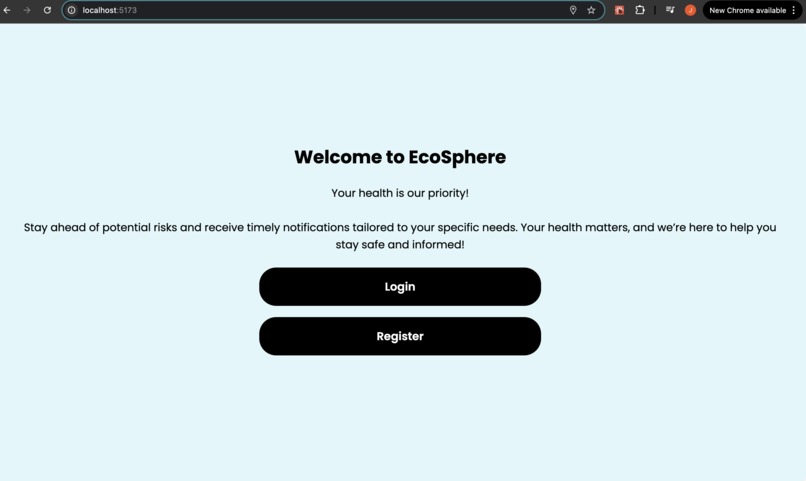 localhost:5173
J
New Chrome available
Welcome to EcoSphere
Your health is our priority!
Stay ahead of potential risks and receive timely notifications tailored to your specific needs. Your health matters, and we're here to help you
stay safe and informed!
Login
Register